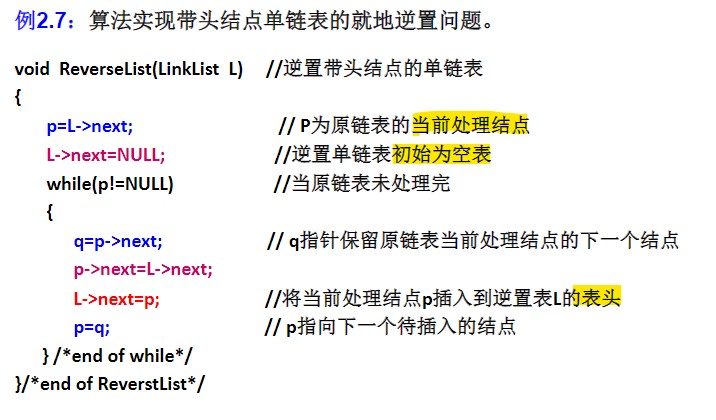 例2.7：算法实现带头结点单链表的就地逆置问题。
void ReverseList(LinkList L) //逆置带头结点的单链表
{
p=L->next; // P为原链表的当前处理结点
L->next=NULL; //逆置单链表初始为空表
while(p!=NULL) //当原链表未处理完
{
q=p->next; // q指针保留原链表当前处理结点的下一个结点
p->next=L->next;
L->next=p; //将当前处理结点p插入到逆置表L的表头
p=q; // p指向下一个待插入的结点
} /*end of while*/
}/*end of ReverstList*/